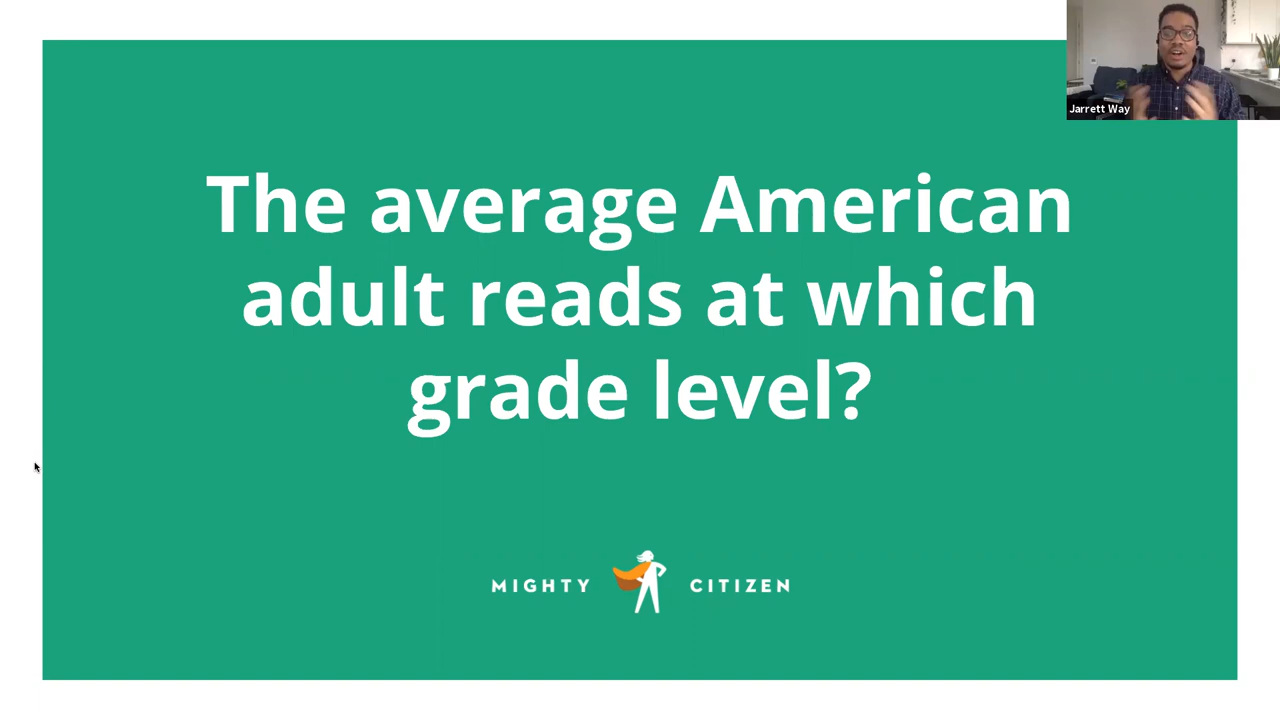 Jarrett Way
The average American
adult reads at which
grade level?
MIGHTY CITIZEN